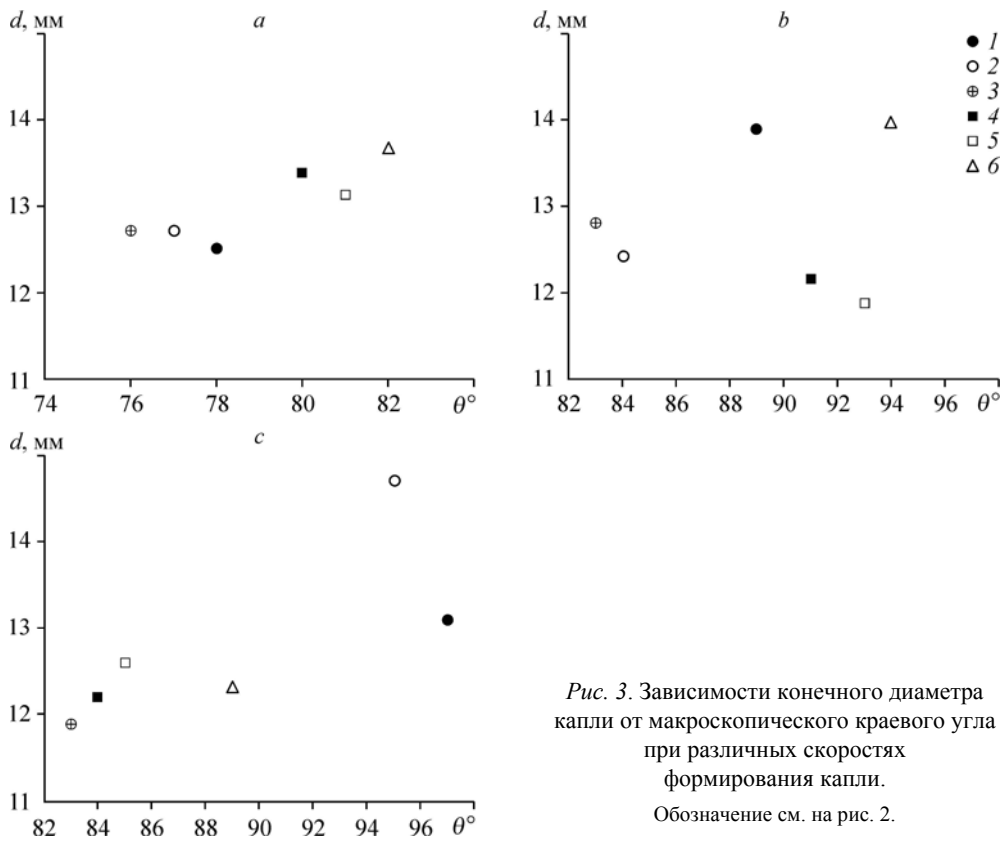 d, мм
a
14
13
12
11
74
76
78
80
82
θ°
d, мм
b
1
2
3
4
5
6
14
13
12
11
82
84
86
88
90
92
94
96
θ°
d, мм
c
14
13
12
11
82
84
86
88
90
92
94
96
θ°
Рис. 3. Зависимости конечного диаметра
капли от макроскопического краевого угла
при различных скоростях
формирования капли.
Обозначение см. на рис. 2.